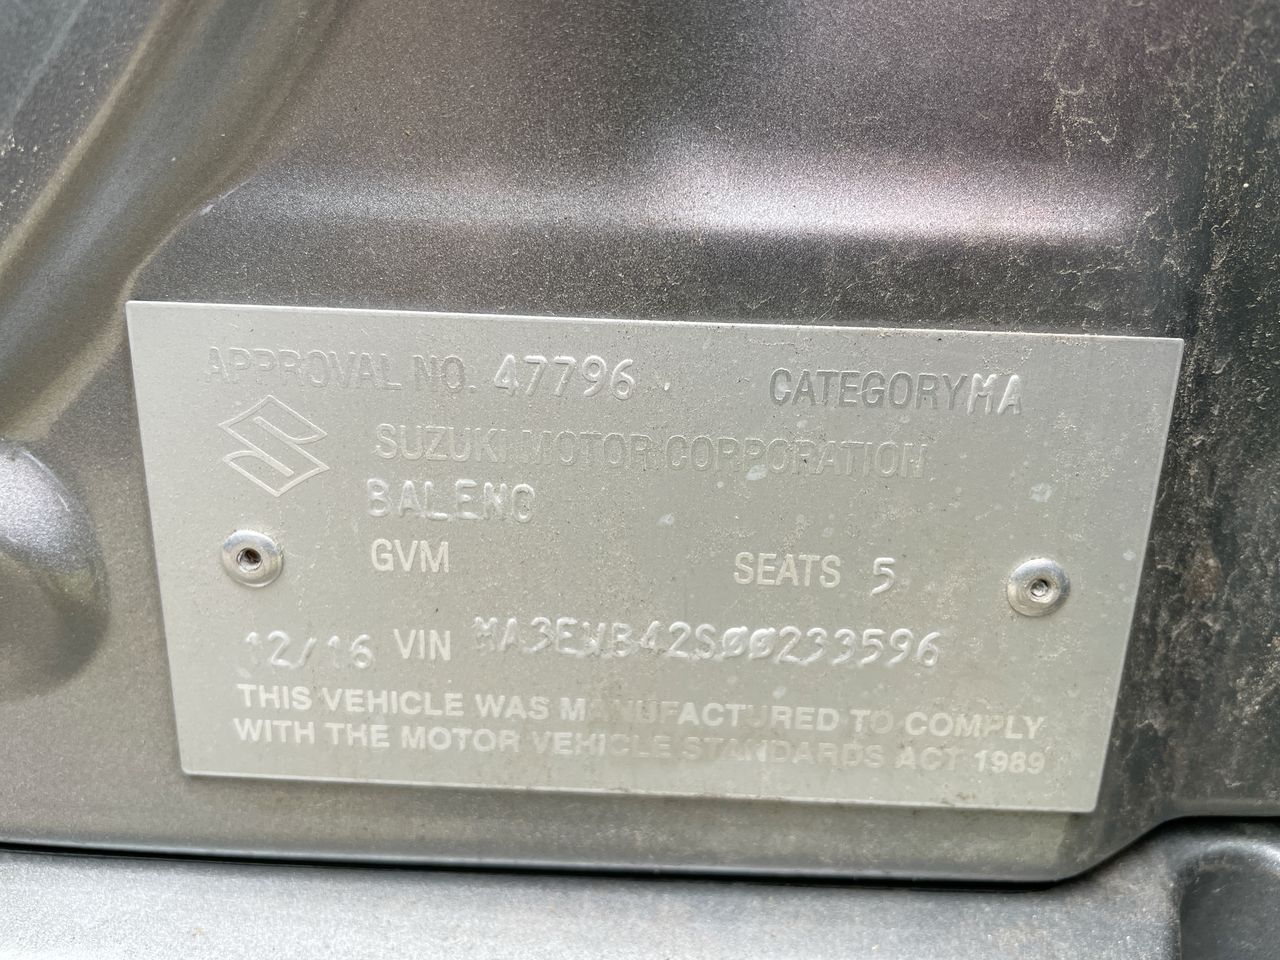 APPROVAL NO. 47796 CATEGORY MA
SUZUKI MOTOR CORPORATION
BALENO
GVM SEATS 5
12/16 VIN MA3EWB42S00233596
THIS VEHICLE WAS MANUFACTURED TO COMPLY
WITH THE MOTOR VEHICLE STANDARDS ACT 1989